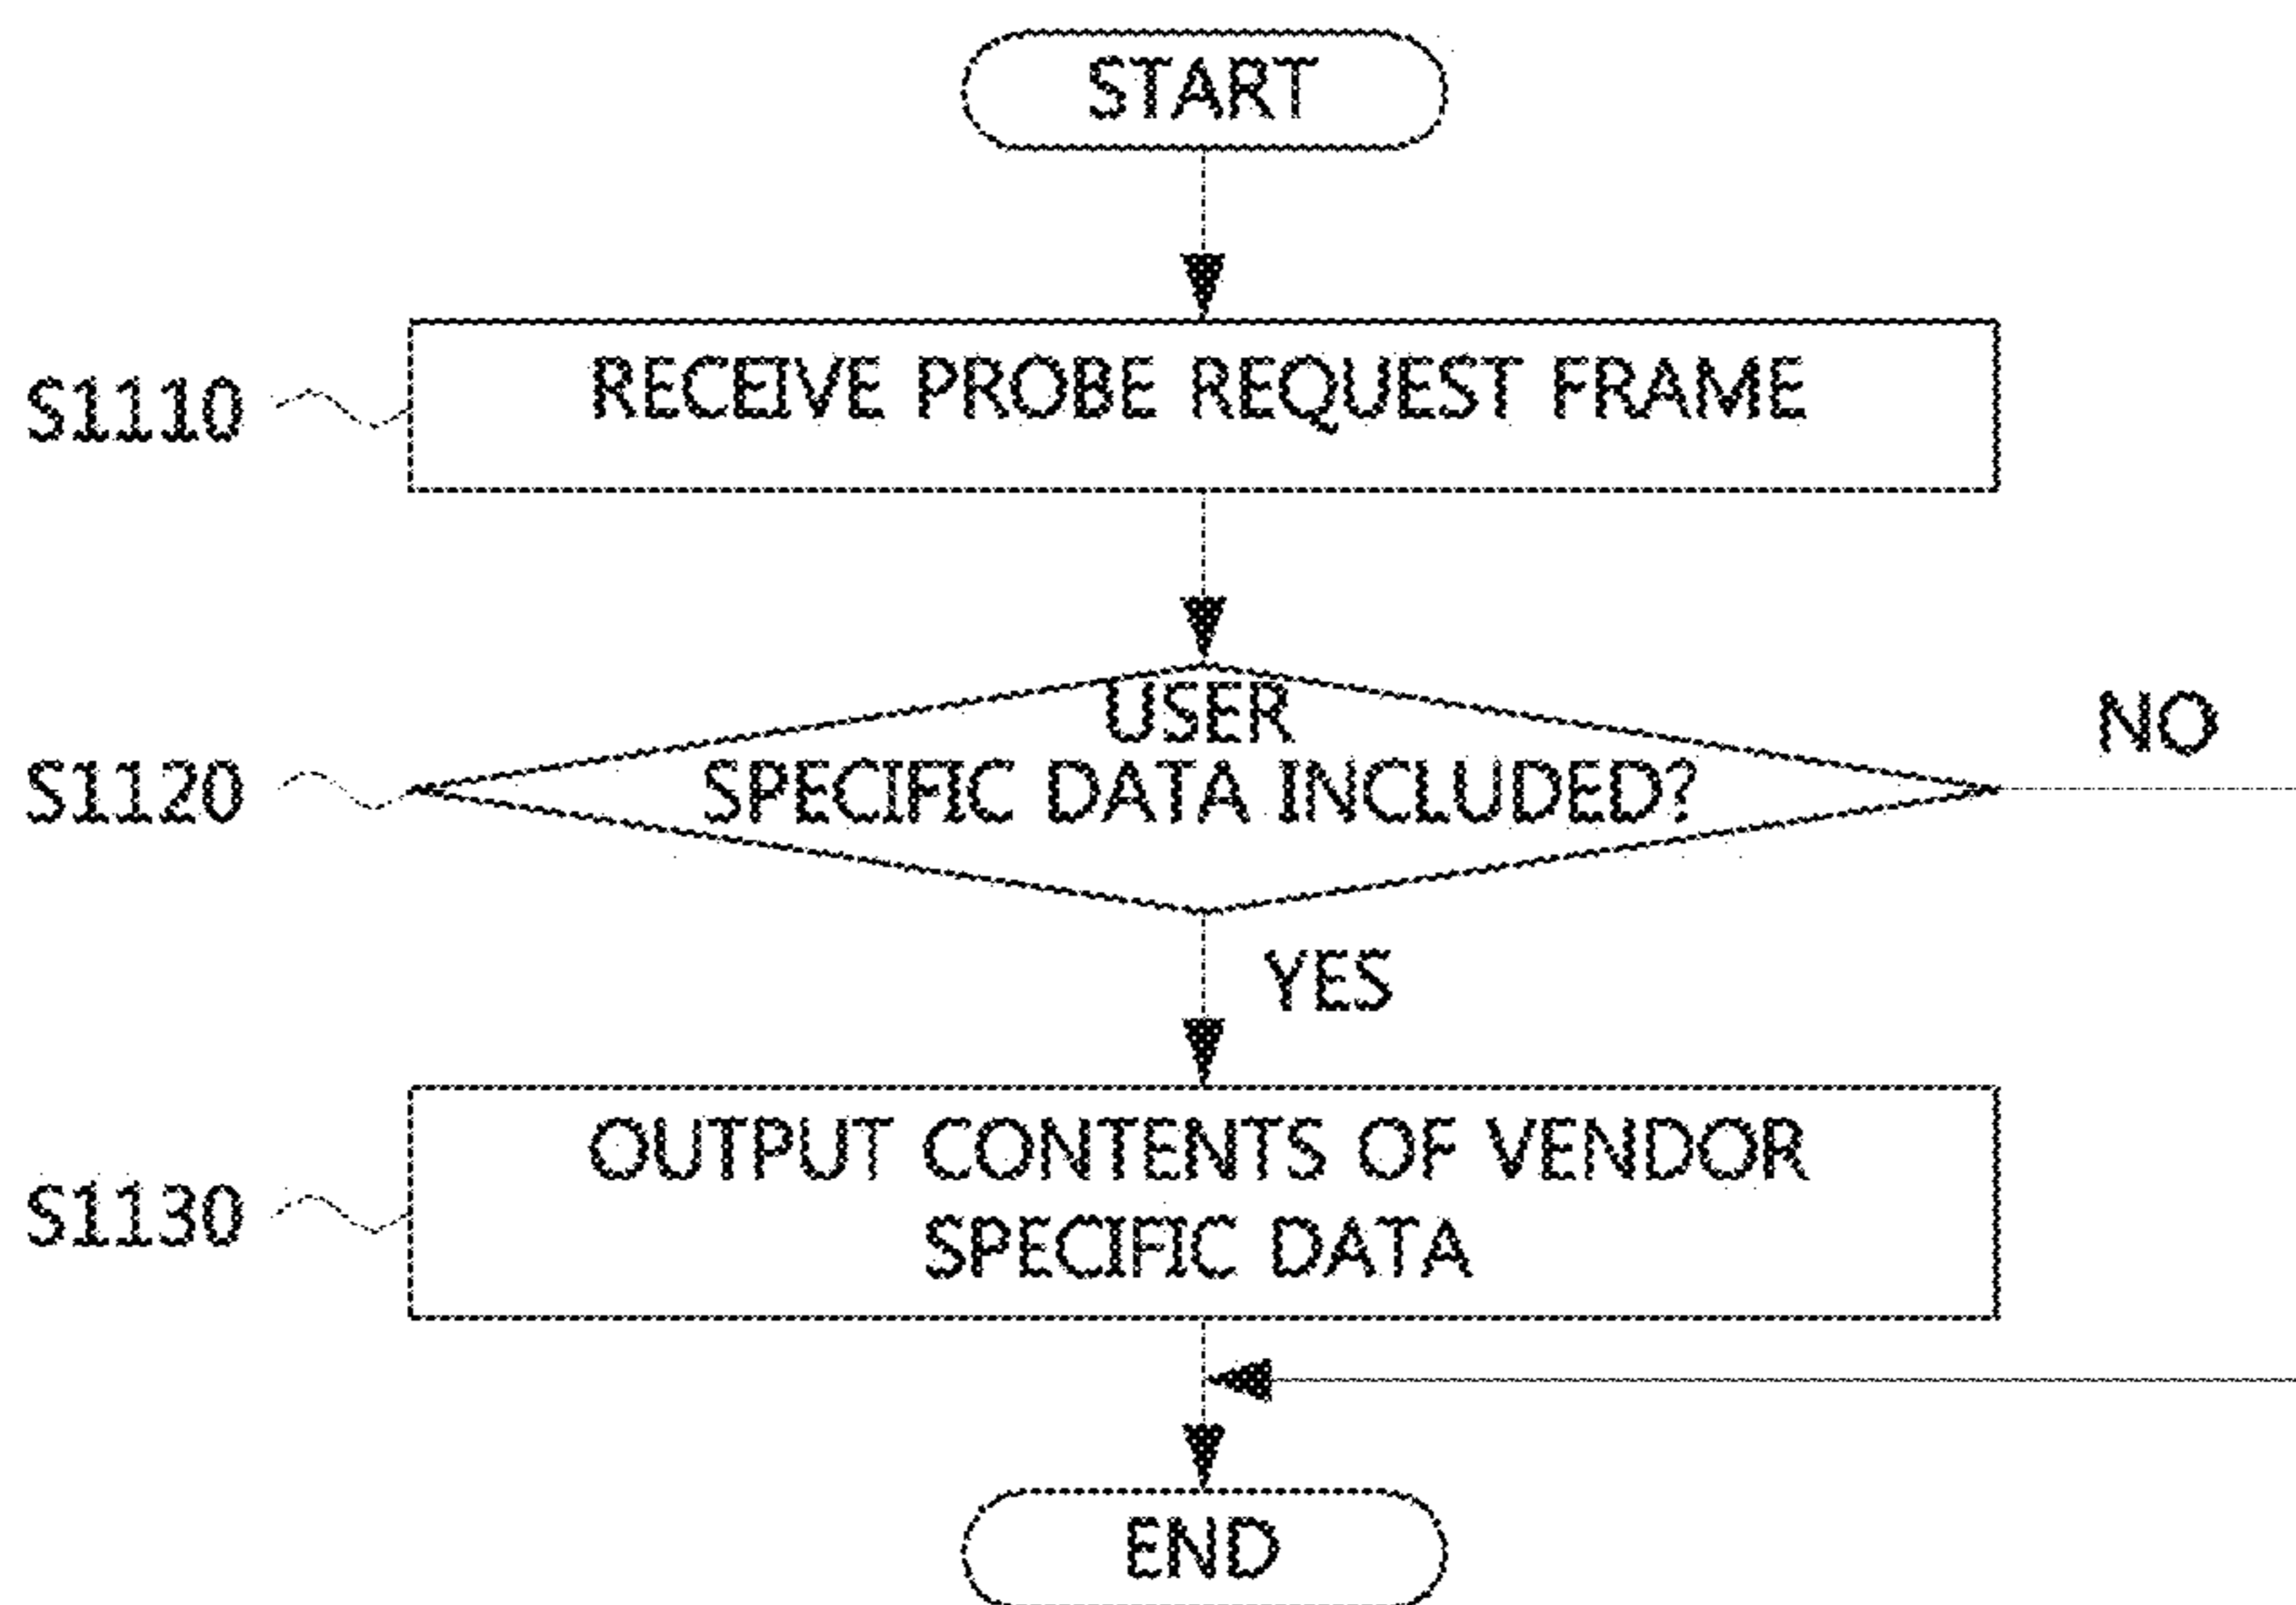 START
S1110
RECEIVE PROBE REQUEST FRAME
USER
SPECIFIC DATA INCLUDED?
S1120
NO
YES
S1130
OUTPUT CONTENTS OF VENDOR
SPECIFIC DATA
END